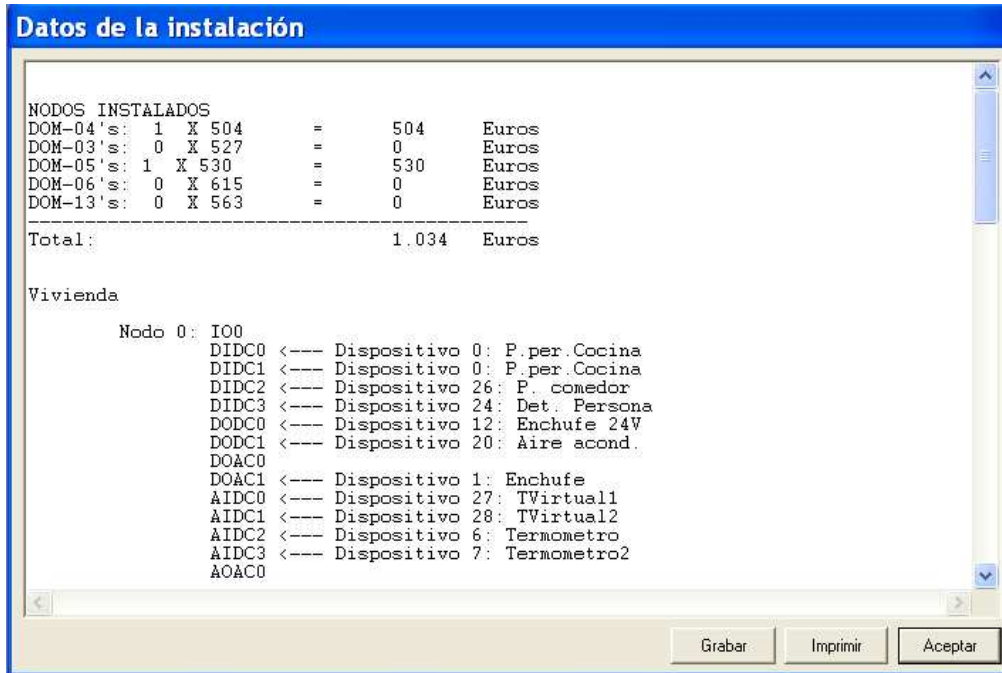 Datos de la instalación
NODOS INSTALADOS
DOM-04's: 1 X 504 = 504 Euros
DOM-03's: 0 X 527 = 0 Euros
DOM-05's: 1 X 530 = 530 Euros
DOM-06's: 0 X 615 = 0 Euros
DOM-13's: 0 X 563 = 0 Euros
------------------------------------------------
Total: 1.034 Euros
Vivienda
Nodo 0: IO0
DIDC0 <--- Dispositivo 0: P.per.Cocina
DIDC1 <--- Dispositivo 0: P.per.Cocina
DIDC2 <--- Dispositivo 26: P. comedor
DIDC3 <--- Dispositivo 24: Det. Persona
DODC0 <--- Dispositivo 12: Enchufe 24V
DODC1 <--- Dispositivo 20: Aire acond.
DOAC0
DOAC1 <--- Dispositivo 1: Enchufe
AIDC0 <--- Dispositivo 27: TVirtual1
AIDC1 <--- Dispositivo 28: TVirtual2
AIDC2 <--- Dispositivo 6: Termometro
AIDC3 <--- Dispositivo 7: Termometro2
AOAC0
Grabar Imprimir Aceptar